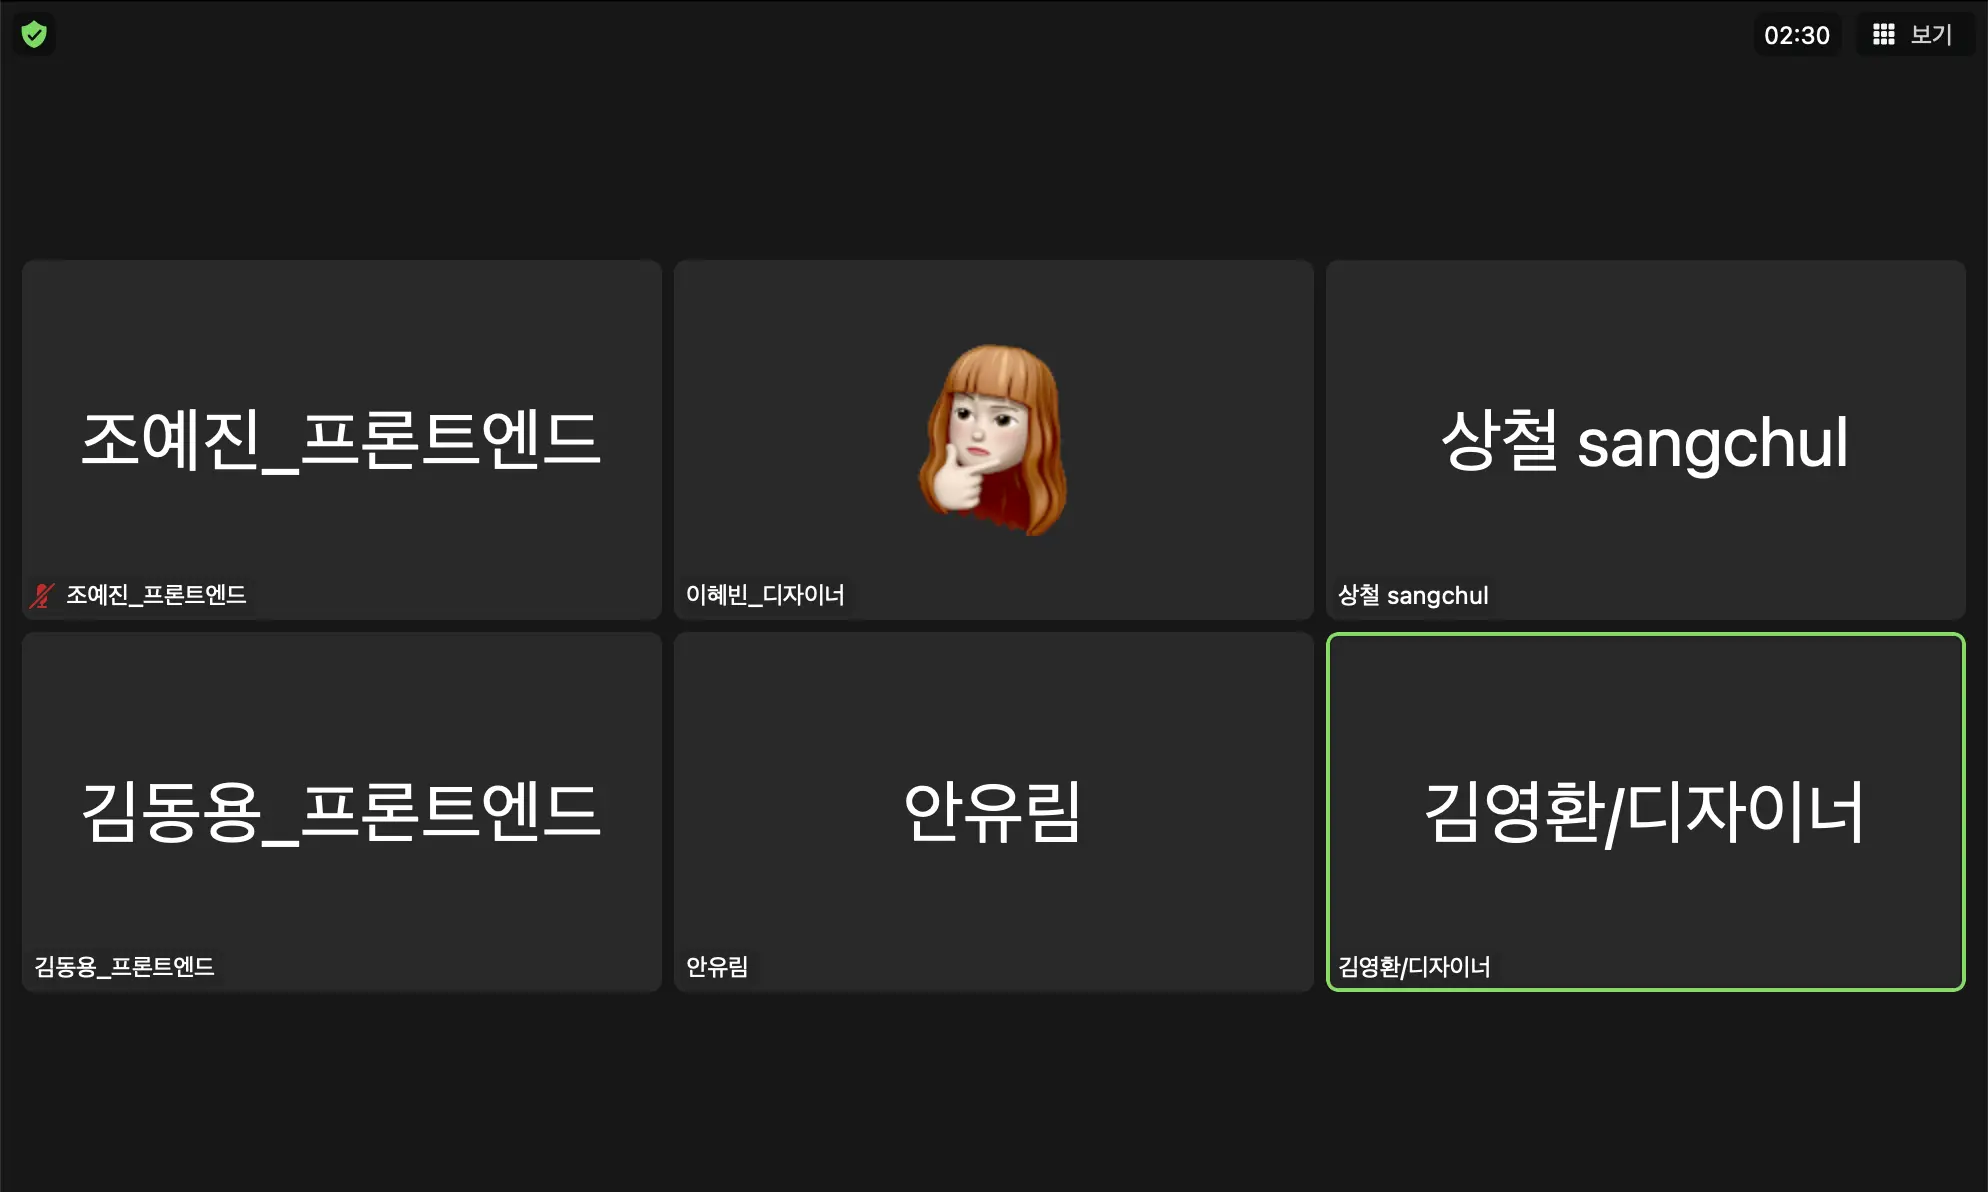 02:30
보기
조예진_프론트엔드
조예진_프론트엔드
이혜빈_디자이너
상철 sangchul
상철 sangchul
김동용_프론트엔드
김동용_프론트엔드
안유림
안유림
김영환/디자이너
김영환/디자이너